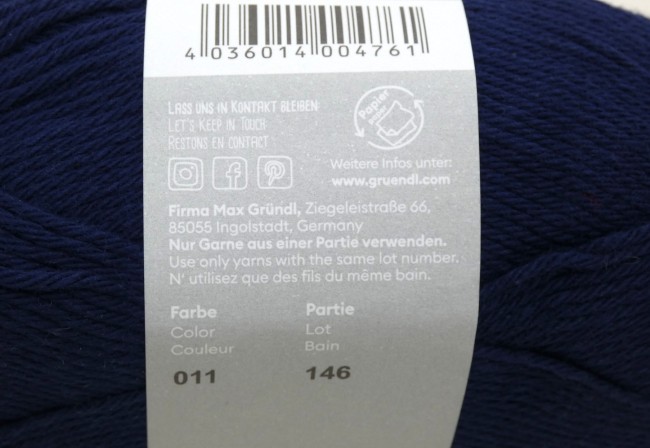 4 036014 004761
LASS UNS IN KONTAKT BLEIBEN
LET'S KEEP IN TOUCH
RESTONS EN CONTACT
Papier
paper
Weitere Infos unter:
www.gruendl.com
Firma Max Gründl, Ziegeleistraße 66,
85055 Ingolstadt, Germany
Nur Garne aus einer Partie verwenden.
Use only yarns with the same lot number.
N' utilisez que des fils du même bain.
Farbe Partie
Color Lot
Couleur Bain
011 146